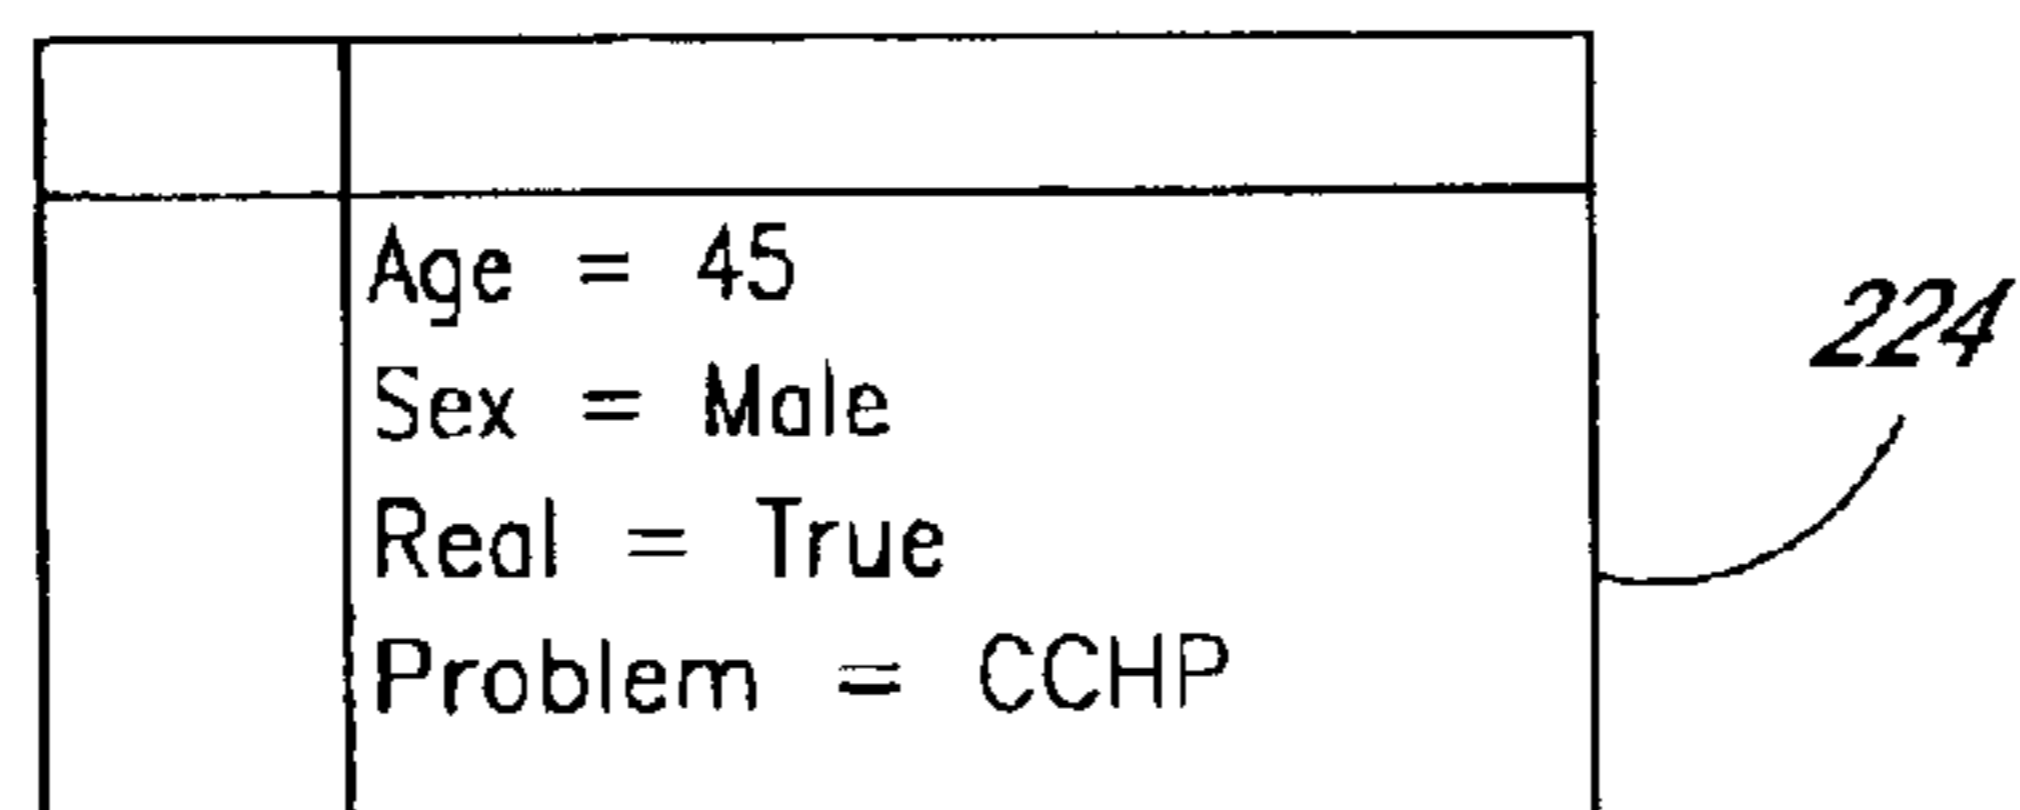 Age = 45
Sex = Male
Real = True
Problem = CCHP
224